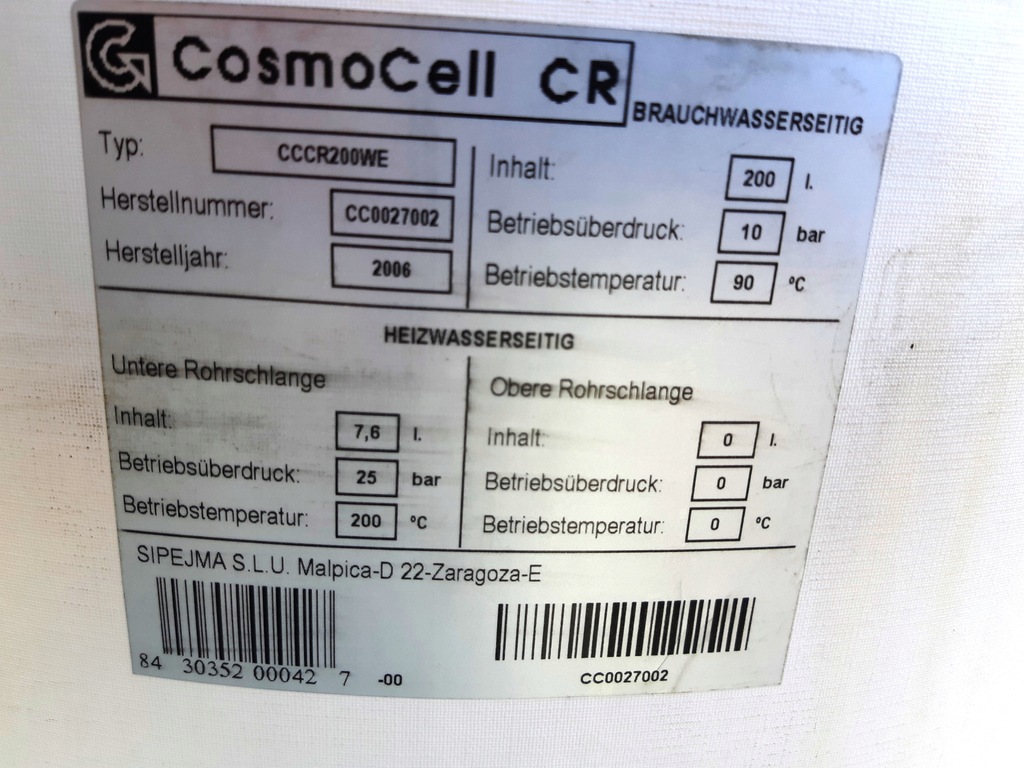 CosmoCell CR
BRAUCHWASSERSEITIG
Typ: CCCR200WE
Herstellnummer: CC0027002
Herstelljahr: 2006
Inhalt: 200 l.
Betriebsüberdruck: 10 bar
Betriebstemperatur: 90 ºC
HEIZWASSERSEITIG
Untere Rohrschlange
Inhalt: 7,6 l.
Betriebsüberdruck: 25 bar
Betriebstemperatur: 200 ºC
Obere Rohrschlange
Inhalt: 0 l.
Betriebsüberdruck: 0 bar
Betriebstemperatur: 0 ºC
SIPEJMA S.L.U. Malpica-D 22-Zaragoza-E
84 30352 00042 7 -00
CC0027002